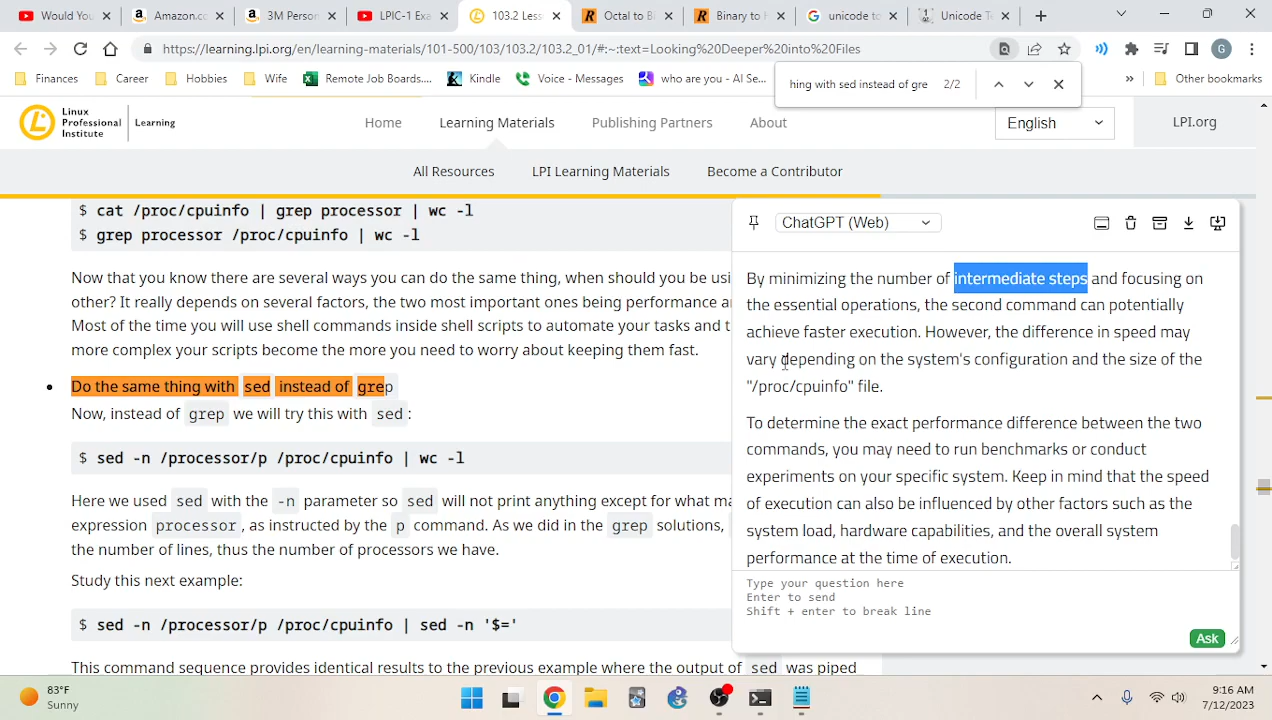 Would You
Amazon.cc
3M Person
LPIC-1 Exa
103.2 Less
Octal to Bi
Binary to H
unicode to
Unicode Te
https://learning.lpi.org/en/learning-materials/101-500/103/103.2/103.2_01/#:~:text=Looking%20Deeper%20into%20Files
G
Finances
Career
Hobbies
Wife
Remote Job Boards....
Kindle
Voice - Messages
who are you - AI Se...
»
Other bookmarks
hing with sed instead of gre 2/2
Linux
Professional
Institute
Learning
Home
Learning Materials
Publishing Partners
About
English
LPI.org
All Resources
LPI Learning Materials
Become a Contributor
$ cat /proc/cpuinfo | grep processor | wc -l
$ grep processor /proc/cpuinfo | wc -l
Now that you know there are several ways you can do the same thing, when should you be usi
other? It really depends on several factors, the two most important ones being performance a
Most of the time you will use shell commands inside shell scripts to automate your tasks and t
more complex your scripts become the more you need to worry about keeping them fast.
• Do the same thing with sed instead of grep
Now, instead of grep we will try this with sed :
$ sed -n /processor/p /proc/cpuinfo | wc -l
Here we used sed with the -n parameter so sed will not print anything except for what ma
expression processor , as instructed by the p command. As we did in the grep solutions,
the number of lines, thus the number of processors we have.
Study this next example:
$ sed -n /processor/p /proc/cpuinfo | sed -n '$='
This command sequence provides identical results to the previous example where the output of sed was piped
ChatGPT (Web)
By minimizing the number of intermediate steps and focusing on
the essential operations, the second command can potentially
achieve faster execution. However, the difference in speed may
vary depending on the system's configuration and the size of the
"/proc/cpuinfo" file.
To determine the exact performance difference between the two
commands, you may need to run benchmarks or conduct
experiments on your specific system. Keep in mind that the speed
of execution can also be influenced by other factors such as the
system load, hardware capabilities, and the overall system
performance at the time of execution.
Type your question here
Enter to send
Shift + enter to break line
Ask
83°F
Sunny
9:16 AM
7/12/2023